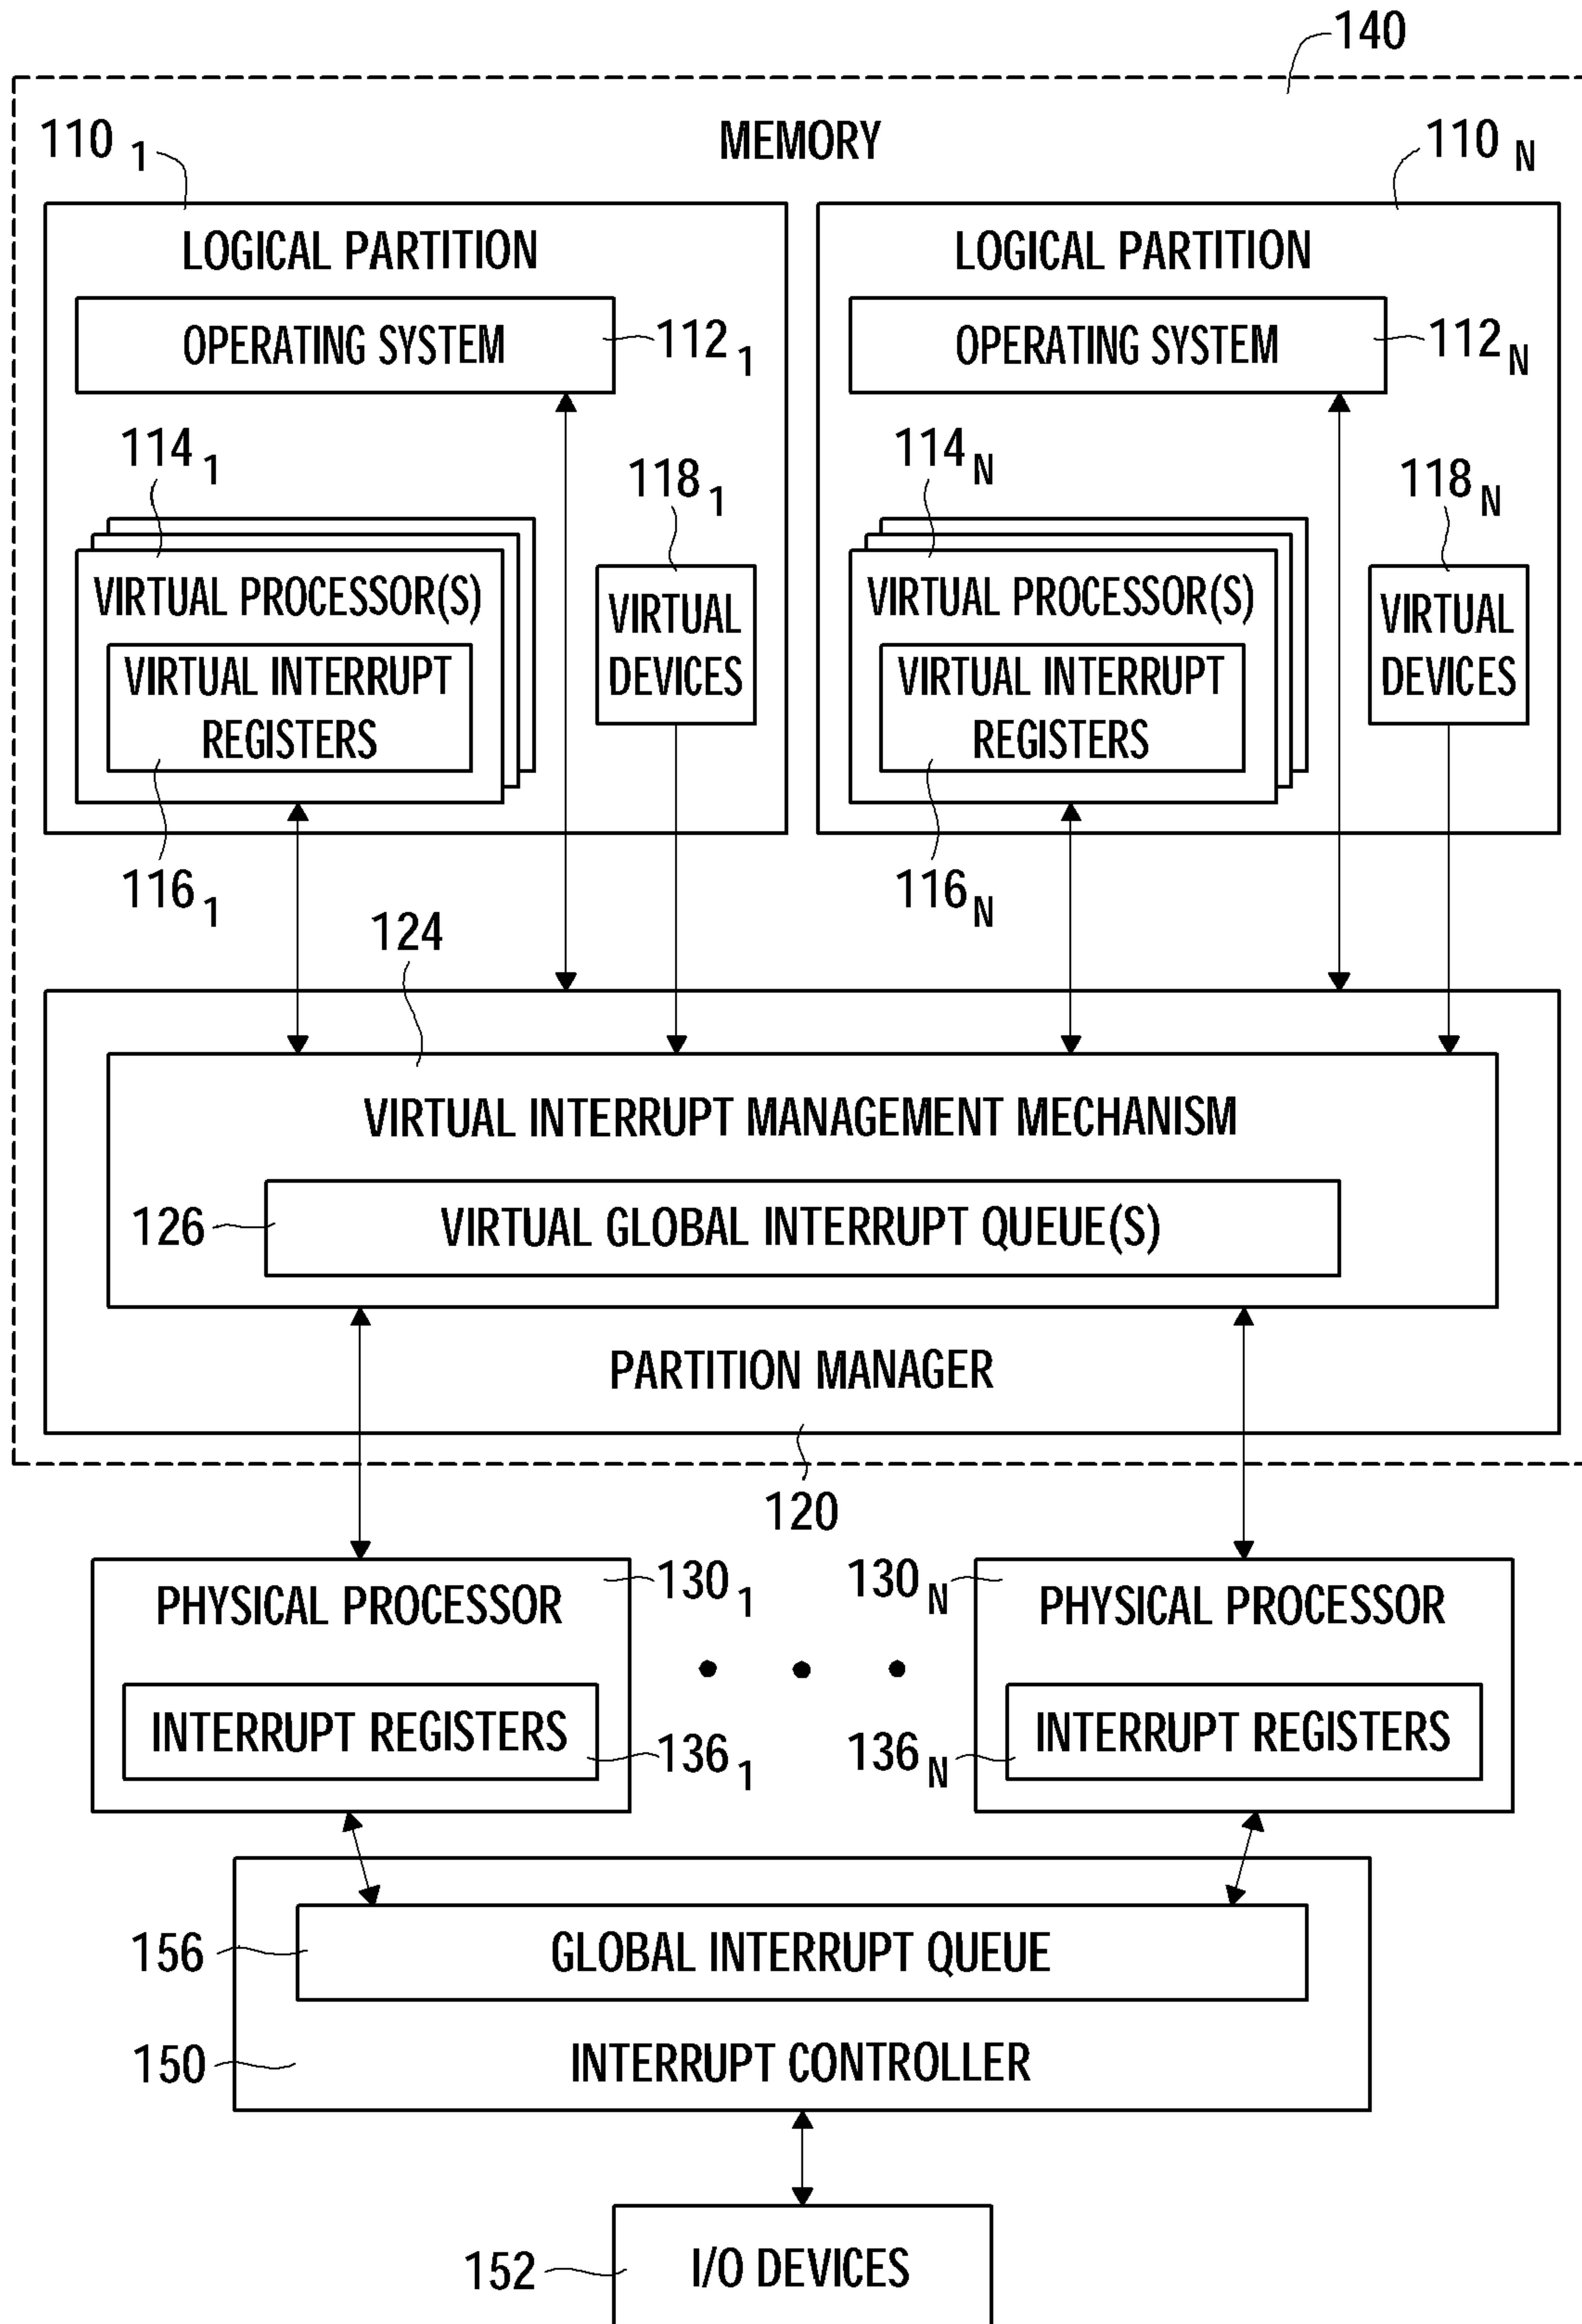 140
MEMORY
110 1
110 N
LOGICAL PARTITION
LOGICAL PARTITION
OPERATING SYSTEM
112 1
OPERATING SYSTEM
112 N
114 1
118 1
114 N
118 N
VIRTUAL PROCESSOR(S)
VIRTUAL INTERRUPT
REGISTERS
VIRTUAL
DEVICES
VIRTUAL PROCESSOR(S)
VIRTUAL INTERRUPT
REGISTERS
VIRTUAL
DEVICES
116 1
116 N
124
VIRTUAL INTERRUPT MANAGEMENT MECHANISM
126
VIRTUAL GLOBAL INTERRUPT QUEUE(S)
PARTITION MANAGER
120
PHYSICAL PROCESSOR
130 1
130 N
PHYSICAL PROCESSOR
INTERRUPT REGISTERS
136 1
136 N
INTERRUPT REGISTERS
156
GLOBAL INTERRUPT QUEUE
150
INTERRUPT CONTROLLER
152
I/O DEVICES